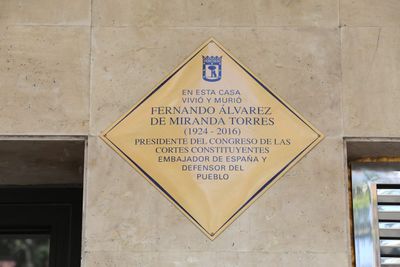 EN ESTA CASA
VIVIÓ Y MURIÓ
FERNANDO ÁLVAREZ
DE MIRANDA TORRES
(1924 - 2016)
PRESIDENTE DEL CONGRESO DE LAS
CORTES CONSTITUYENTES
EMBAJADOR DE ESPAÑA Y
DEFENSOR DEL
PUEBLO